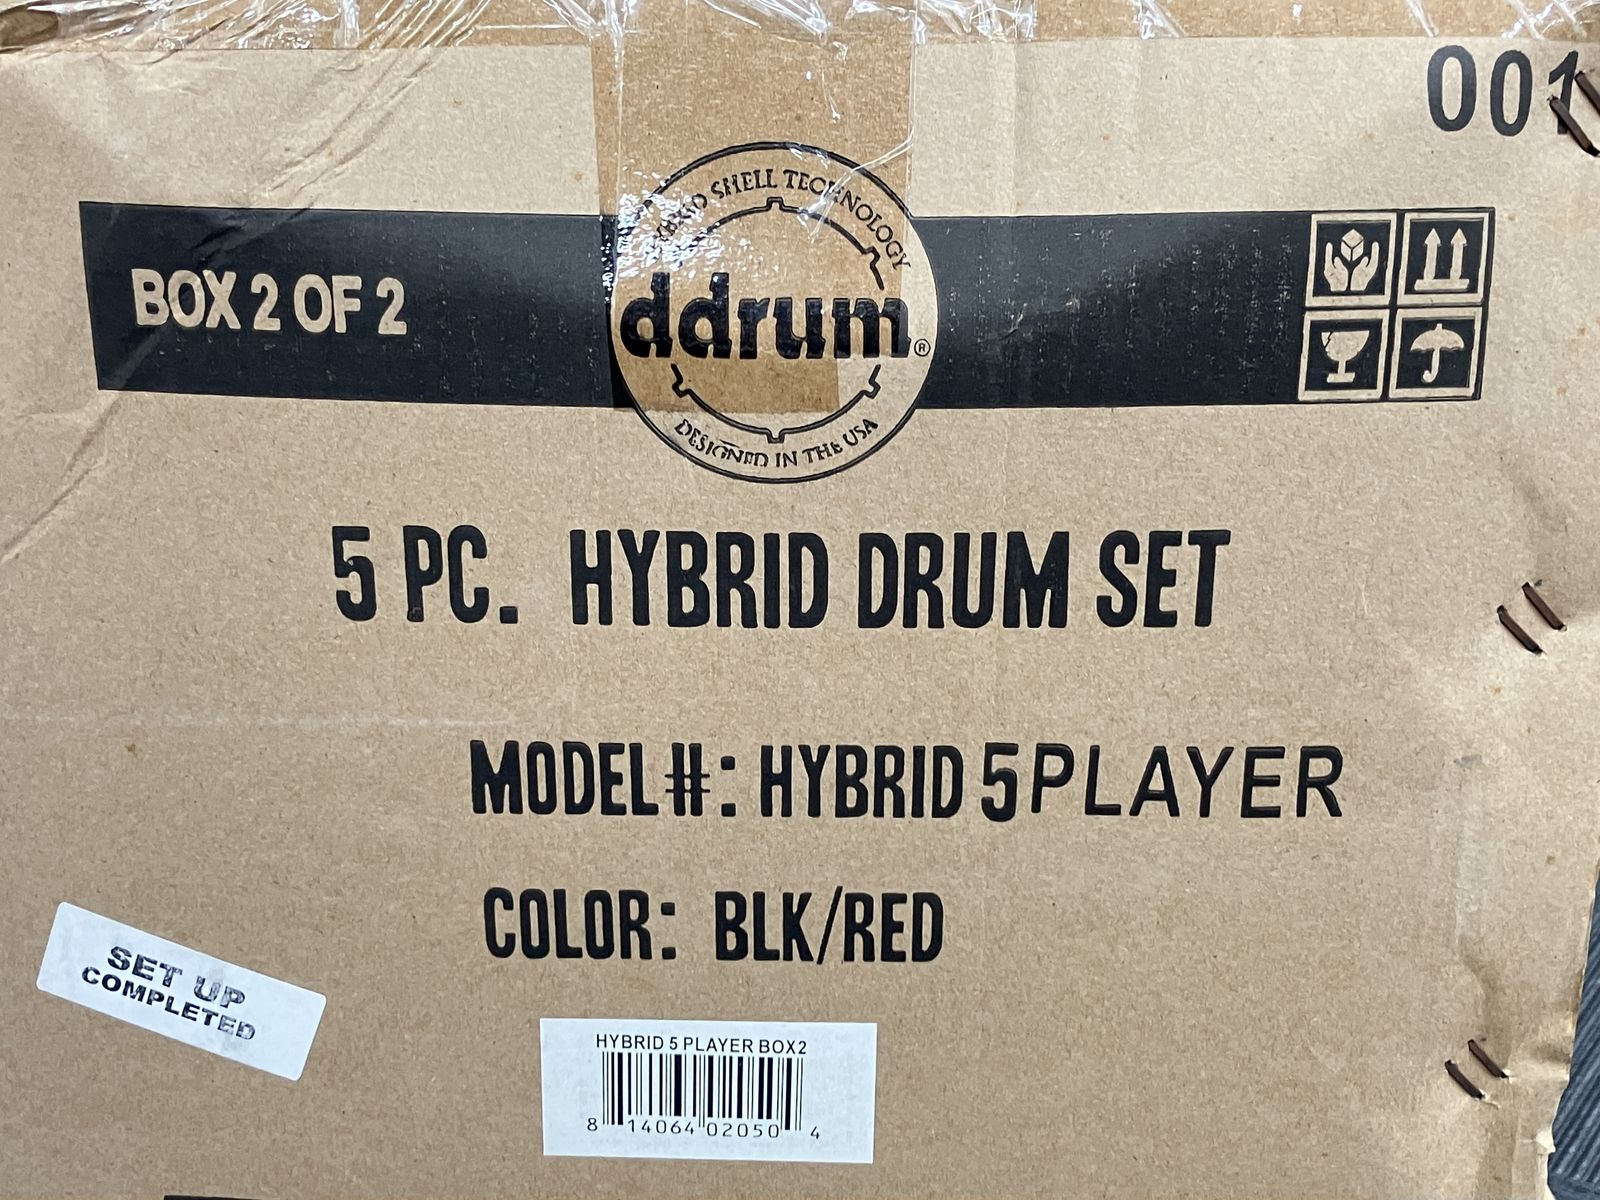 001
BOX 2 OF 2
HYBRID SHELL TECHNOLOGY
ddrum®
DESIGNED IN THE USA
5 PC. HYBRID DRUM SET
MODEL#: HYBRID 5PLAYER
COLOR: BLK/RED
SET UP
COMPLETED
HYBRID 5 PLAYER BOX2
8 14064 02050 4